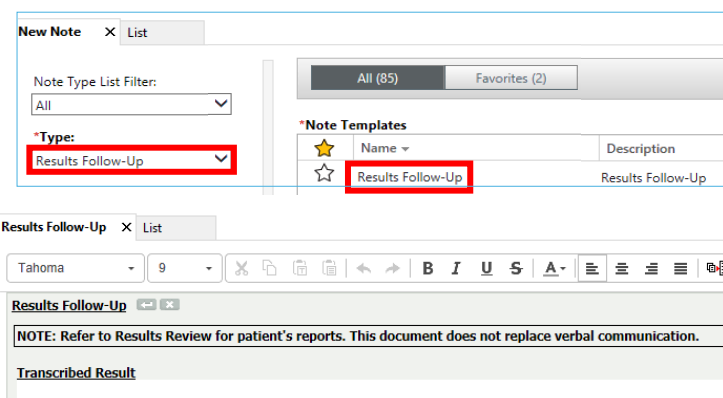 New Note X List
Note Type List Filter:
All
*Type:
Results Follow-Up
All (85) Favorites (2)
*Note Templates
Name Description
Results Follow-Up Results Follow-Up
Results Follow-Up X List
Tahoma 9 B I U S A
Results Follow-Up
NOTE: Refer to Results Review for patient's reports. This document does not replace verbal communication.
Transcribed Result